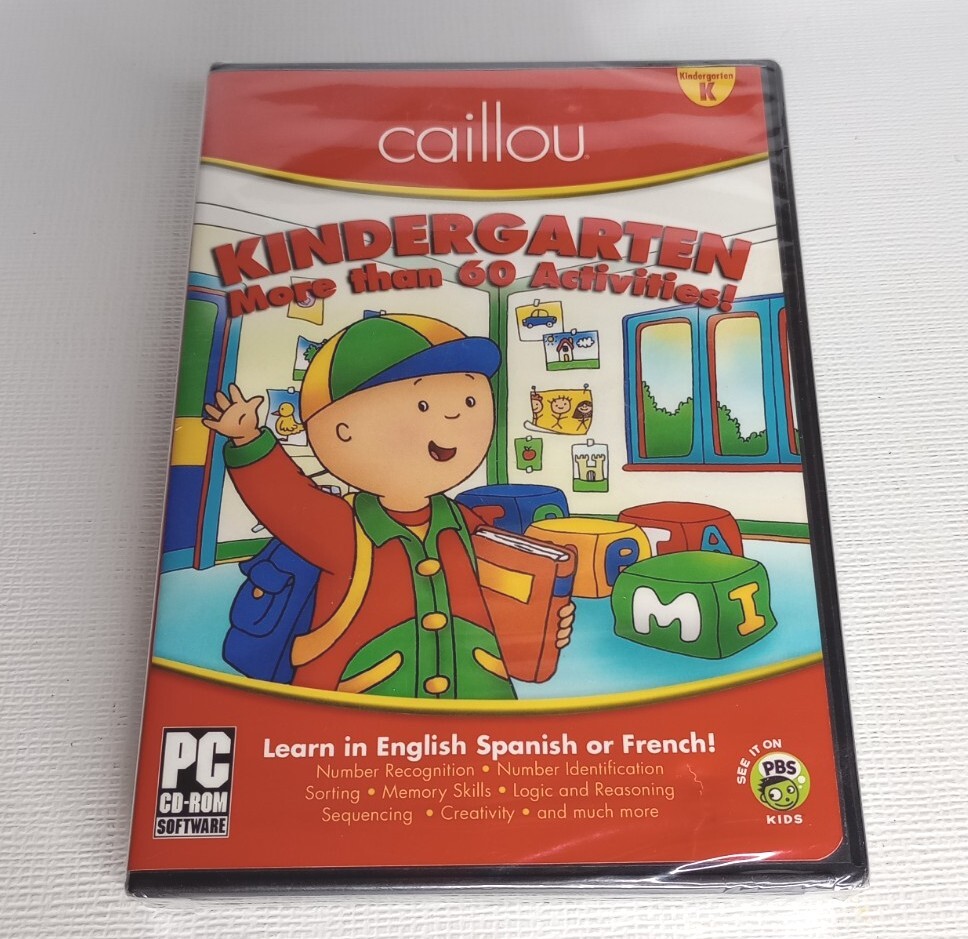 Kindergarten
K
caillou
KINDERGARTEN
More than 60 Activities!
M I
A
PC
CD-ROM
SOFTWARE
Learn in English Spanish or French!
Number Recognition • Number Identification
Sorting • Memory Skills • Logic and Reasoning
Sequencing • Creativity • and much more
SEE IT ON
PBS
KIDS